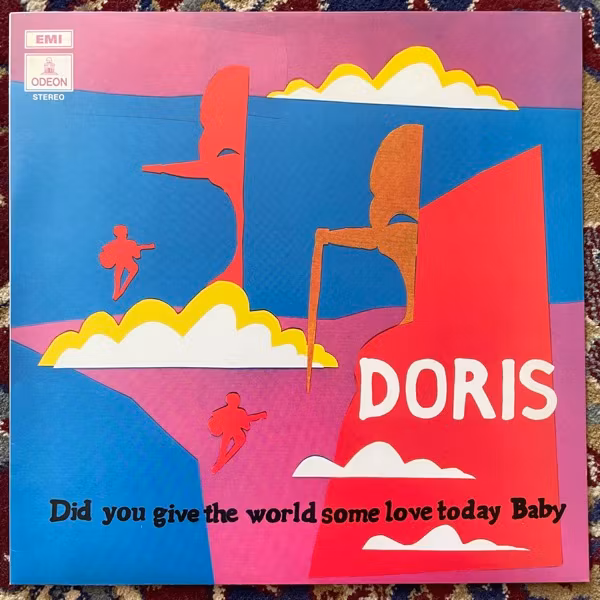 EMI
ODEON
STEREO
DORIS
Did you give the world some love today Baby